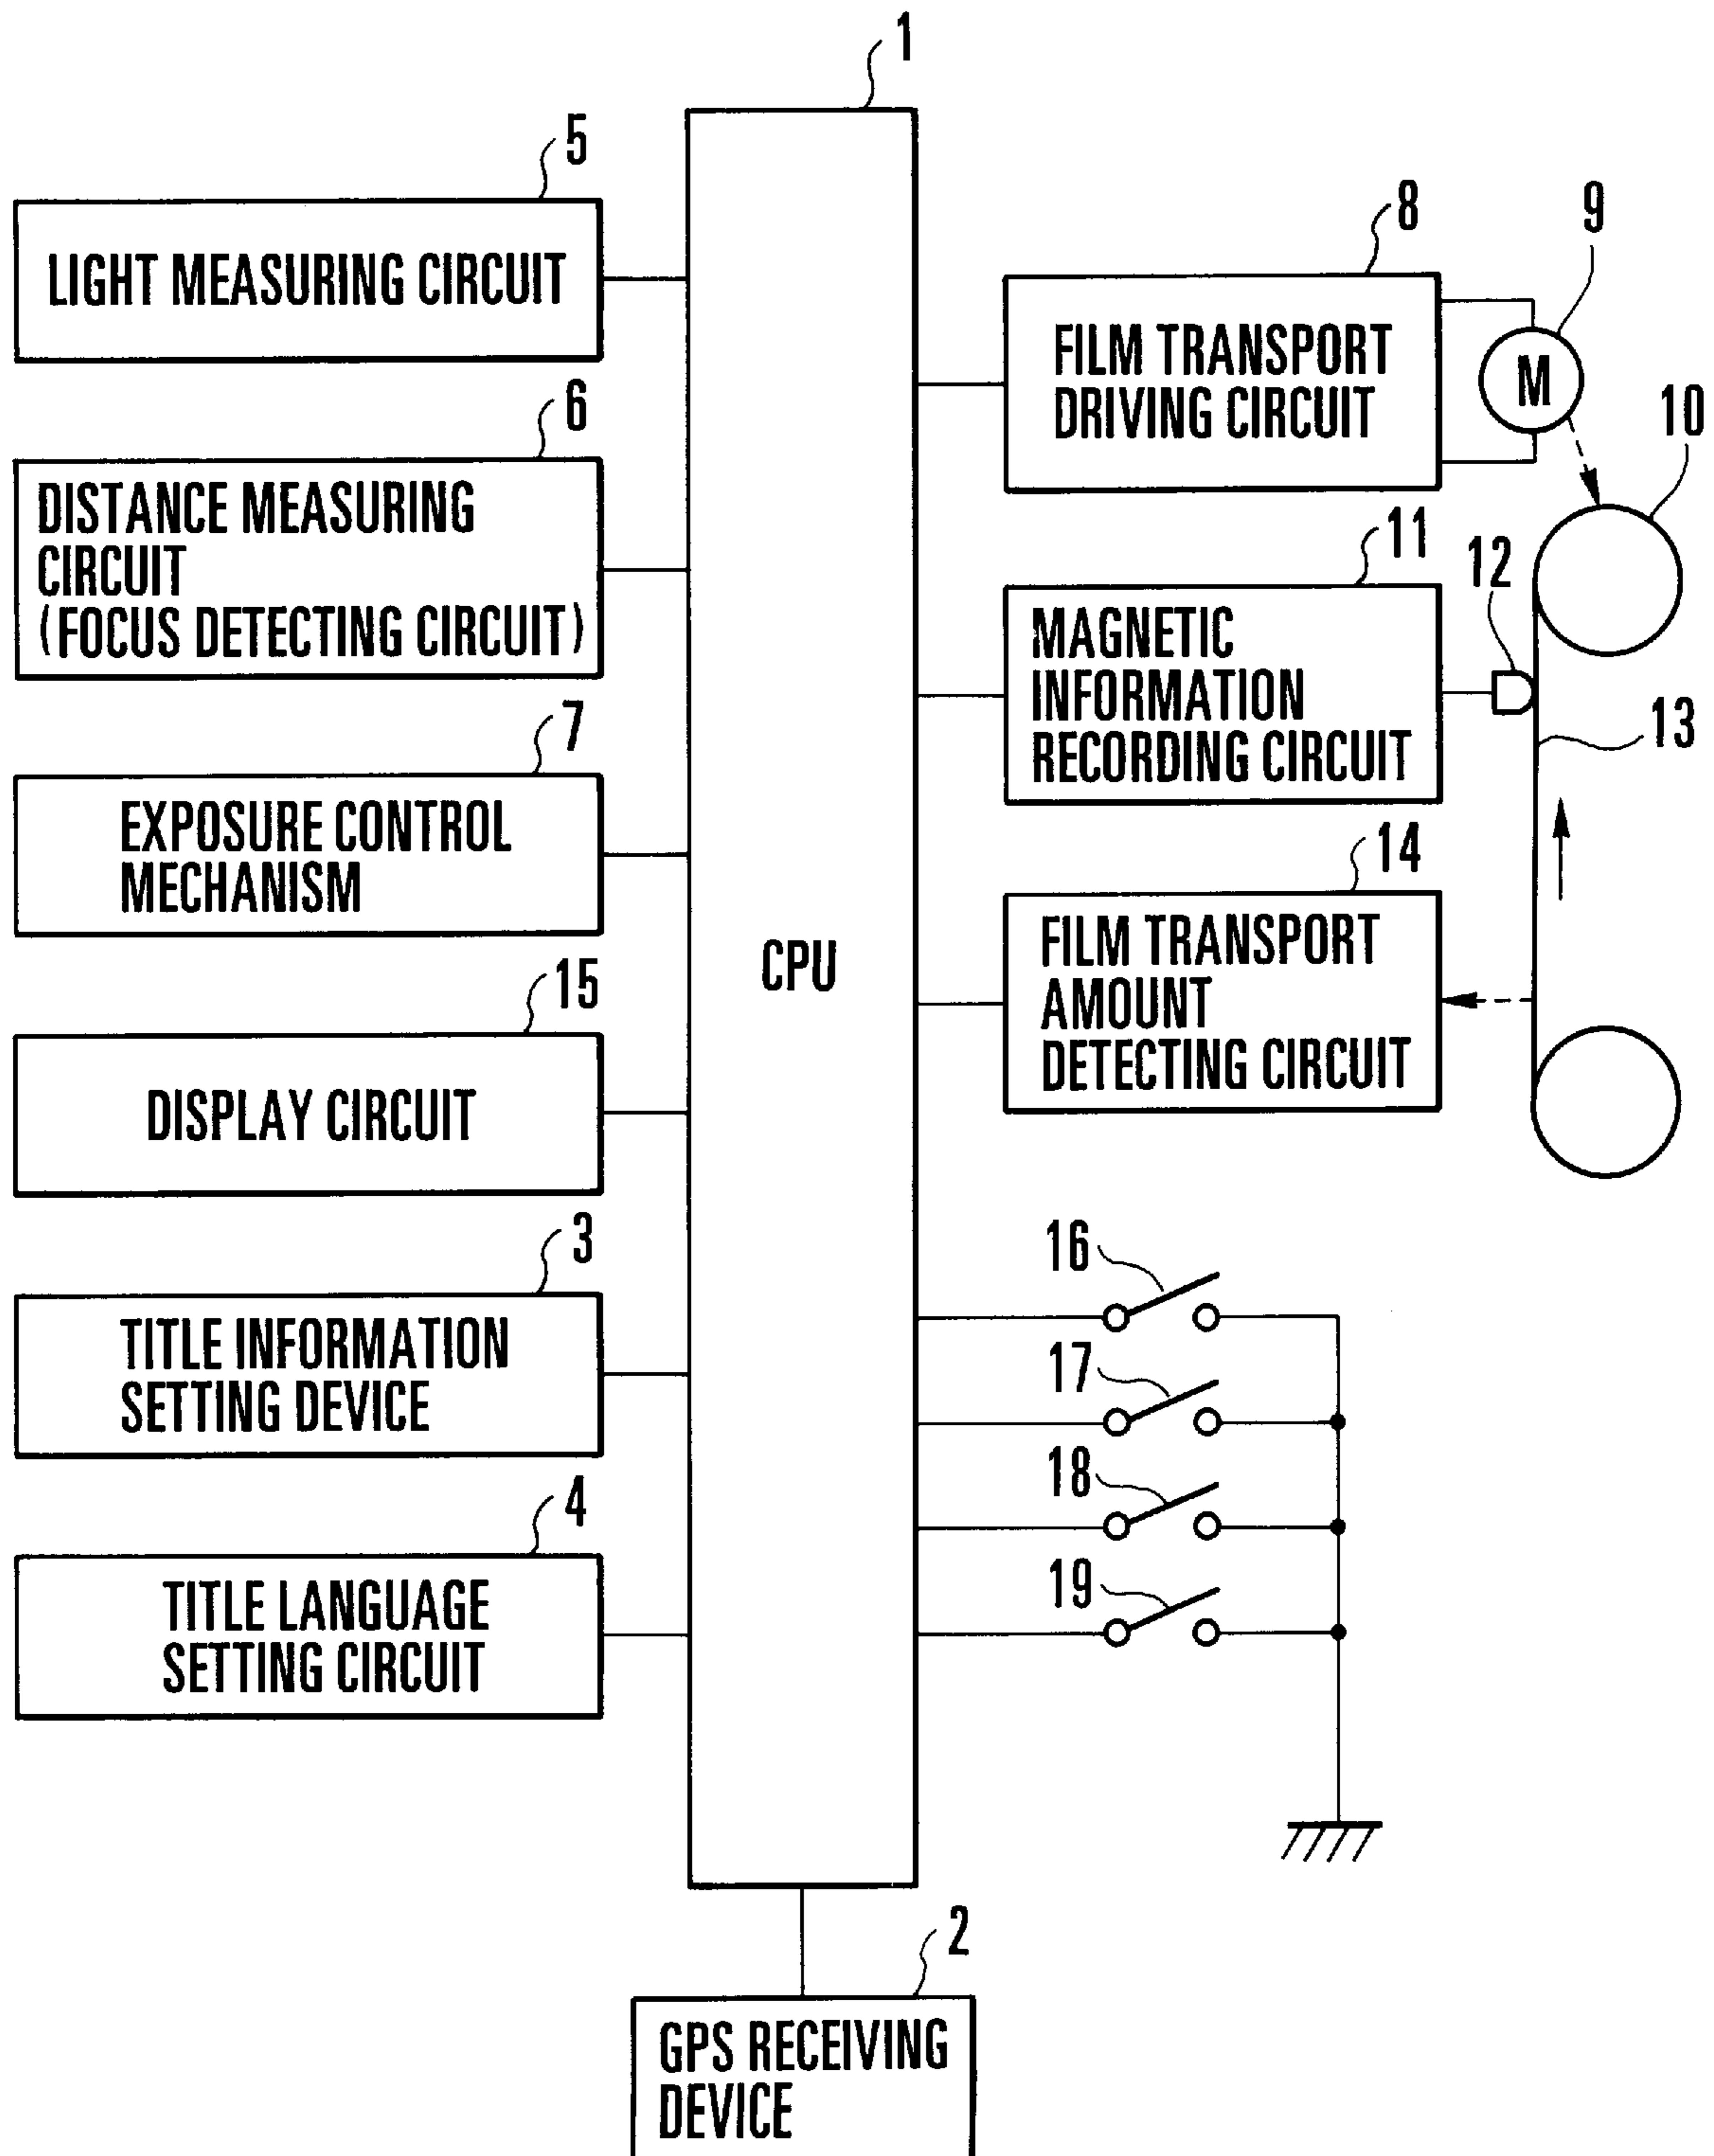 1
5
LIGHT MEASURING CIRCUIT
6
DISTANCE MEASURING
CIRCUIT
(FOCUS DETECTING CIRCUIT)
7
EXPOSURE CONTROL
MECHANISM
15
DISPLAY CIRCUIT
3
TITLE INFORMATION
SETTING DEVICE
4
TITLE LANGUAGE
SETTING CIRCUIT
CPU
8
FILM TRANSPORT
DRIVING CIRCUIT
9
M
10
11
MAGNETIC
INFORMATION
RECORDING CIRCUIT
12
13
14
FILM TRANSPORT
AMOUNT
DETECTING CIRCUIT
16
17
18
19
2
GPS RECEIVING
DEVICE